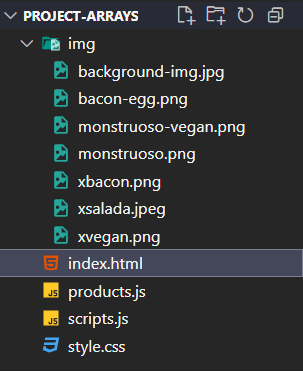 PROJECT-ARRAYS
img
background-img.jpg
bacon-egg.png
monstruoso-vegan.png
monstruoso.png
xbacon.png
xsalada.jpeg
xvegan.png
index.html
JS products.js
JS scripts.js
style.css